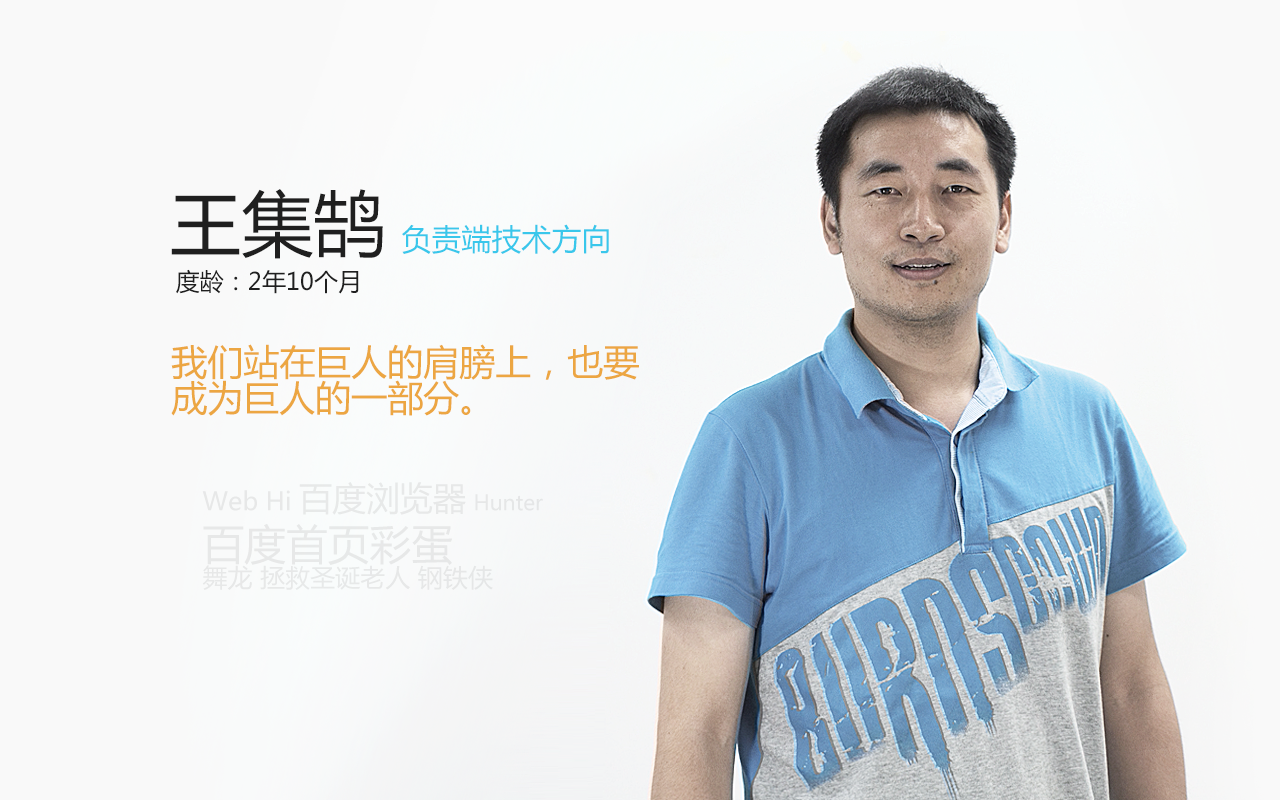 王集鹄 负责端技术方向
度龄：2年10个月
我们站在巨人的肩膀上，也要
成为巨人的一部分。
Web Hi 百度浏览器 Hunter
百度首页彩蛋
舞龙 拯救圣诞老人 钢铁侠